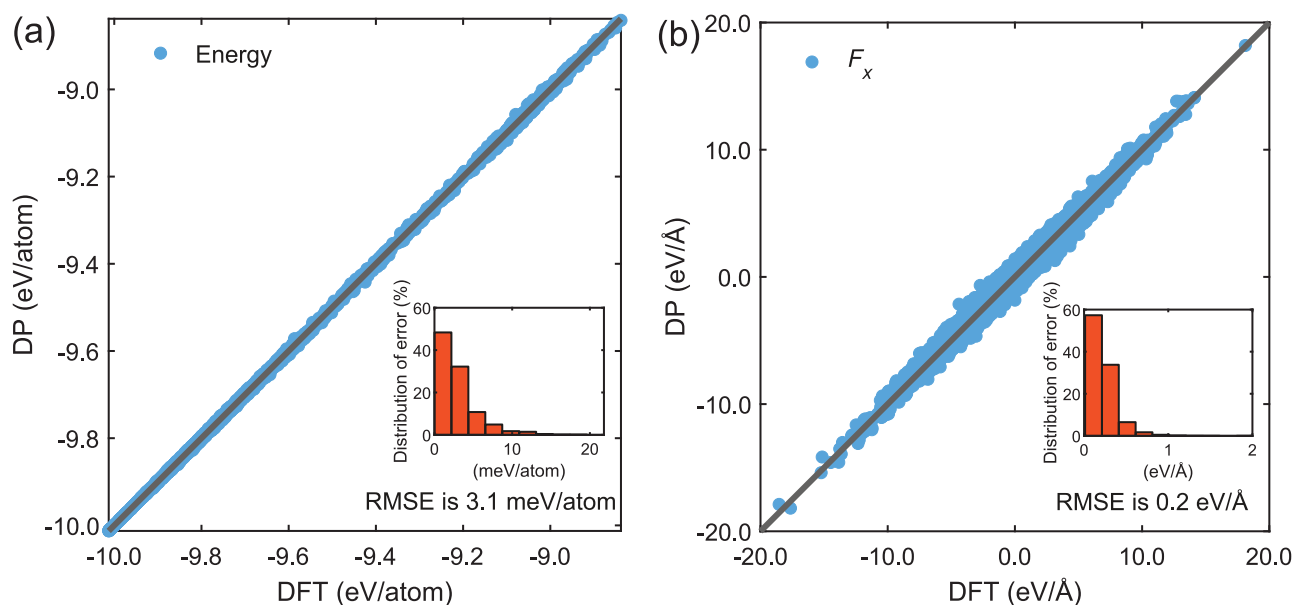 (a)
Energy
DP (eV/atom)
-9.0
-9.2
-9.4
-9.6
-9.8
-10.0
-10.0
-9.8
-9.6
-9.4
-9.2
-9.0
DFT (eV/atom)
Distribution of error (%)
60
40
20
0
0
10
20
(meV/atom)
RMSE is 3.1 meV/atom
(b)
Fx
DP (eV/Å)
20.0
10.0
0.0
-10.0
-20.0
-20.0
-10.0
0.0
10.0
20.0
DFT (eV/Å)
Distribution of error (%)
60
40
20
0
0
1
2
(eV/Å)
RMSE is 0.2 eV/Å